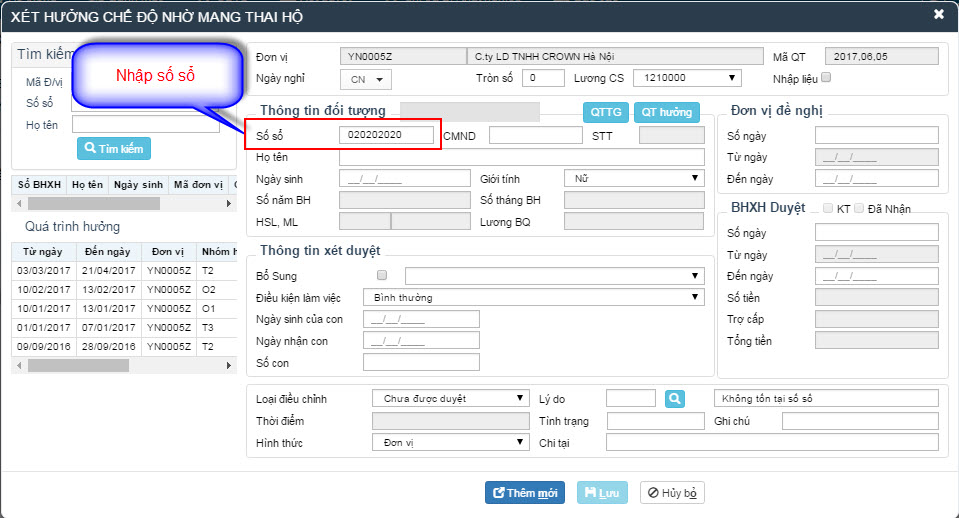 XÉT HƯỞNG CHẾ ĐỘ NHỜ MANG THAI HỘ
Tìm kiếm
Nhập số sổ
Mã Đ/vị
Số sổ
Họ tên
Tìm kiếm
Số BHXH Họ tên Ngày sinh Mã đơn vị
Quá trình hưởng
Từ ngày Đến ngày Đơn vị Nhóm h
03/03/2017 21/04/2017 YN0005Z T2
10/02/2017 13/02/2017 YN0005Z O2
10/01/2017 13/01/2017 YN0005Z O1
01/01/2017 07/01/2017 YN0005Z T3
09/09/2016 28/09/2016 YN0005Z T2
Đơn vị YN0005Z C.ty LD TNHH CROWN Hà Nội Mã QT 2017,06,05
Ngày nghỉ CN Tròn số 0 Lương CS 1210000 Nhập liệu
Thông tin đối tượng QTTG QT hưởng
Số sổ 020202020 CMND STT
Họ tên
Ngày sinh __/__/____ Giới tính Nữ
Số năm BH Số tháng BH
HSL, ML Lương BQ
Thông tin xét duyệt
Bổ Sung
Điều kiện làm việc Bình thường
Ngày sinh của con __/__/____
Ngày nhận con __/__/____
Số con
Đơn vị đề nghị
Số ngày
Từ ngày __/__/____
Đến ngày __/__/____
BHXH Duyệt KT Đã Nhận
Số ngày
Từ ngày __/__/____
Đến ngày __/__/____
Số tiền
Trợ cấp
Tổng tiền
Loại điều chỉnh Chưa được duyệt Lý do Không tồn tại số sổ
Thời điểm Tình trạng Ghi chú
Hình thức Đơn vị Chi tại
Thêm mới Lưu Hủy bỏ